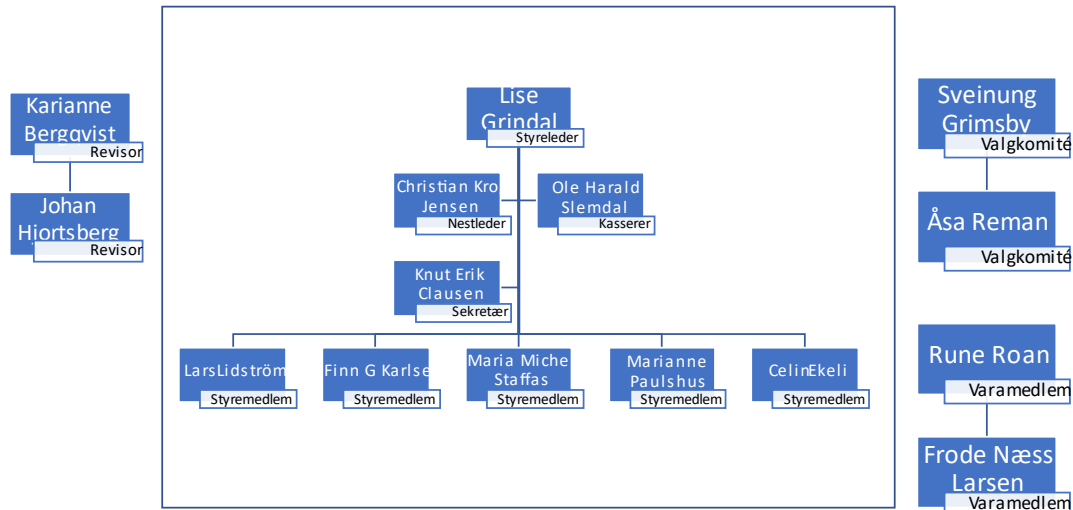 Karianne
Bergqvist
Revisor
Johan
Hjortsberg
Revisor
Lise
Grindal
Styreleder
Christian Kro
Jensen
Nestleder
Ole Harald
Slemdal
Kasserer
Knut Erik
Clausen
Sekretær
LarsLidström
Styremedlem
Finn G Karlse
Styremedlem
Maria Miche
Staffas
Styremedlem
Marianne
Paulshus
Styremedlem
CelinEkeli
Styremedlem
Sveinung
Grimsby
Valgkomité
Åsa Reman
Valgkomité
Rune Roan
Varamedlem
Frode Næss
Larsen
Varamedlem